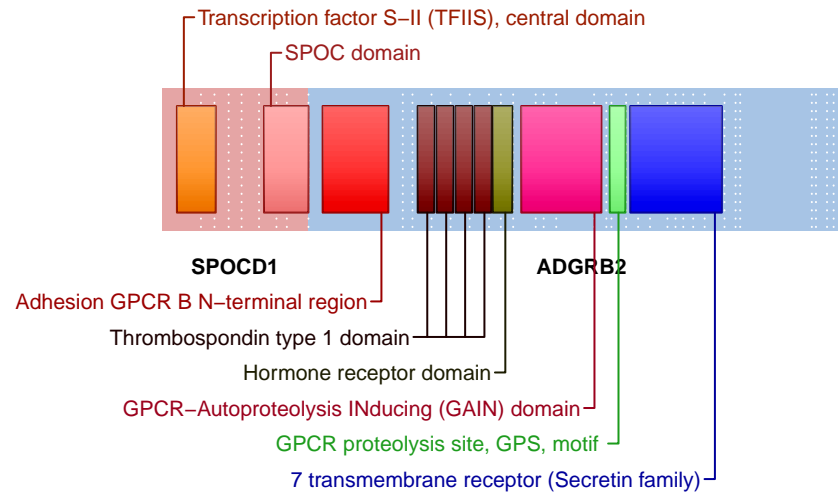 Transcription factor S−II (TFIIS), central domain
SPOC domain
SPOCD1
ADGRB2
Adhesion GPCR B N−terminal region
Thrombospondin type 1 domain
Hormone receptor domain
GPCR−Autoproteolysis INducing (GAIN) domain
GPCR proteolysis site, GPS, motif
7 transmembrane receptor (Secretin family)